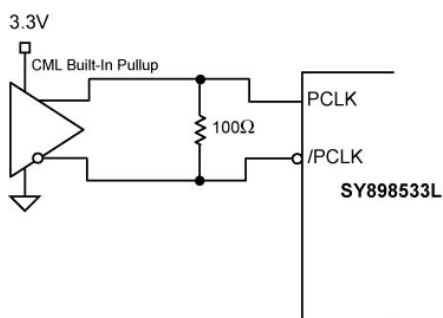 3.3V
CML Built-In Pullup
PCLK
100Ω
/PCLK
SY898533L